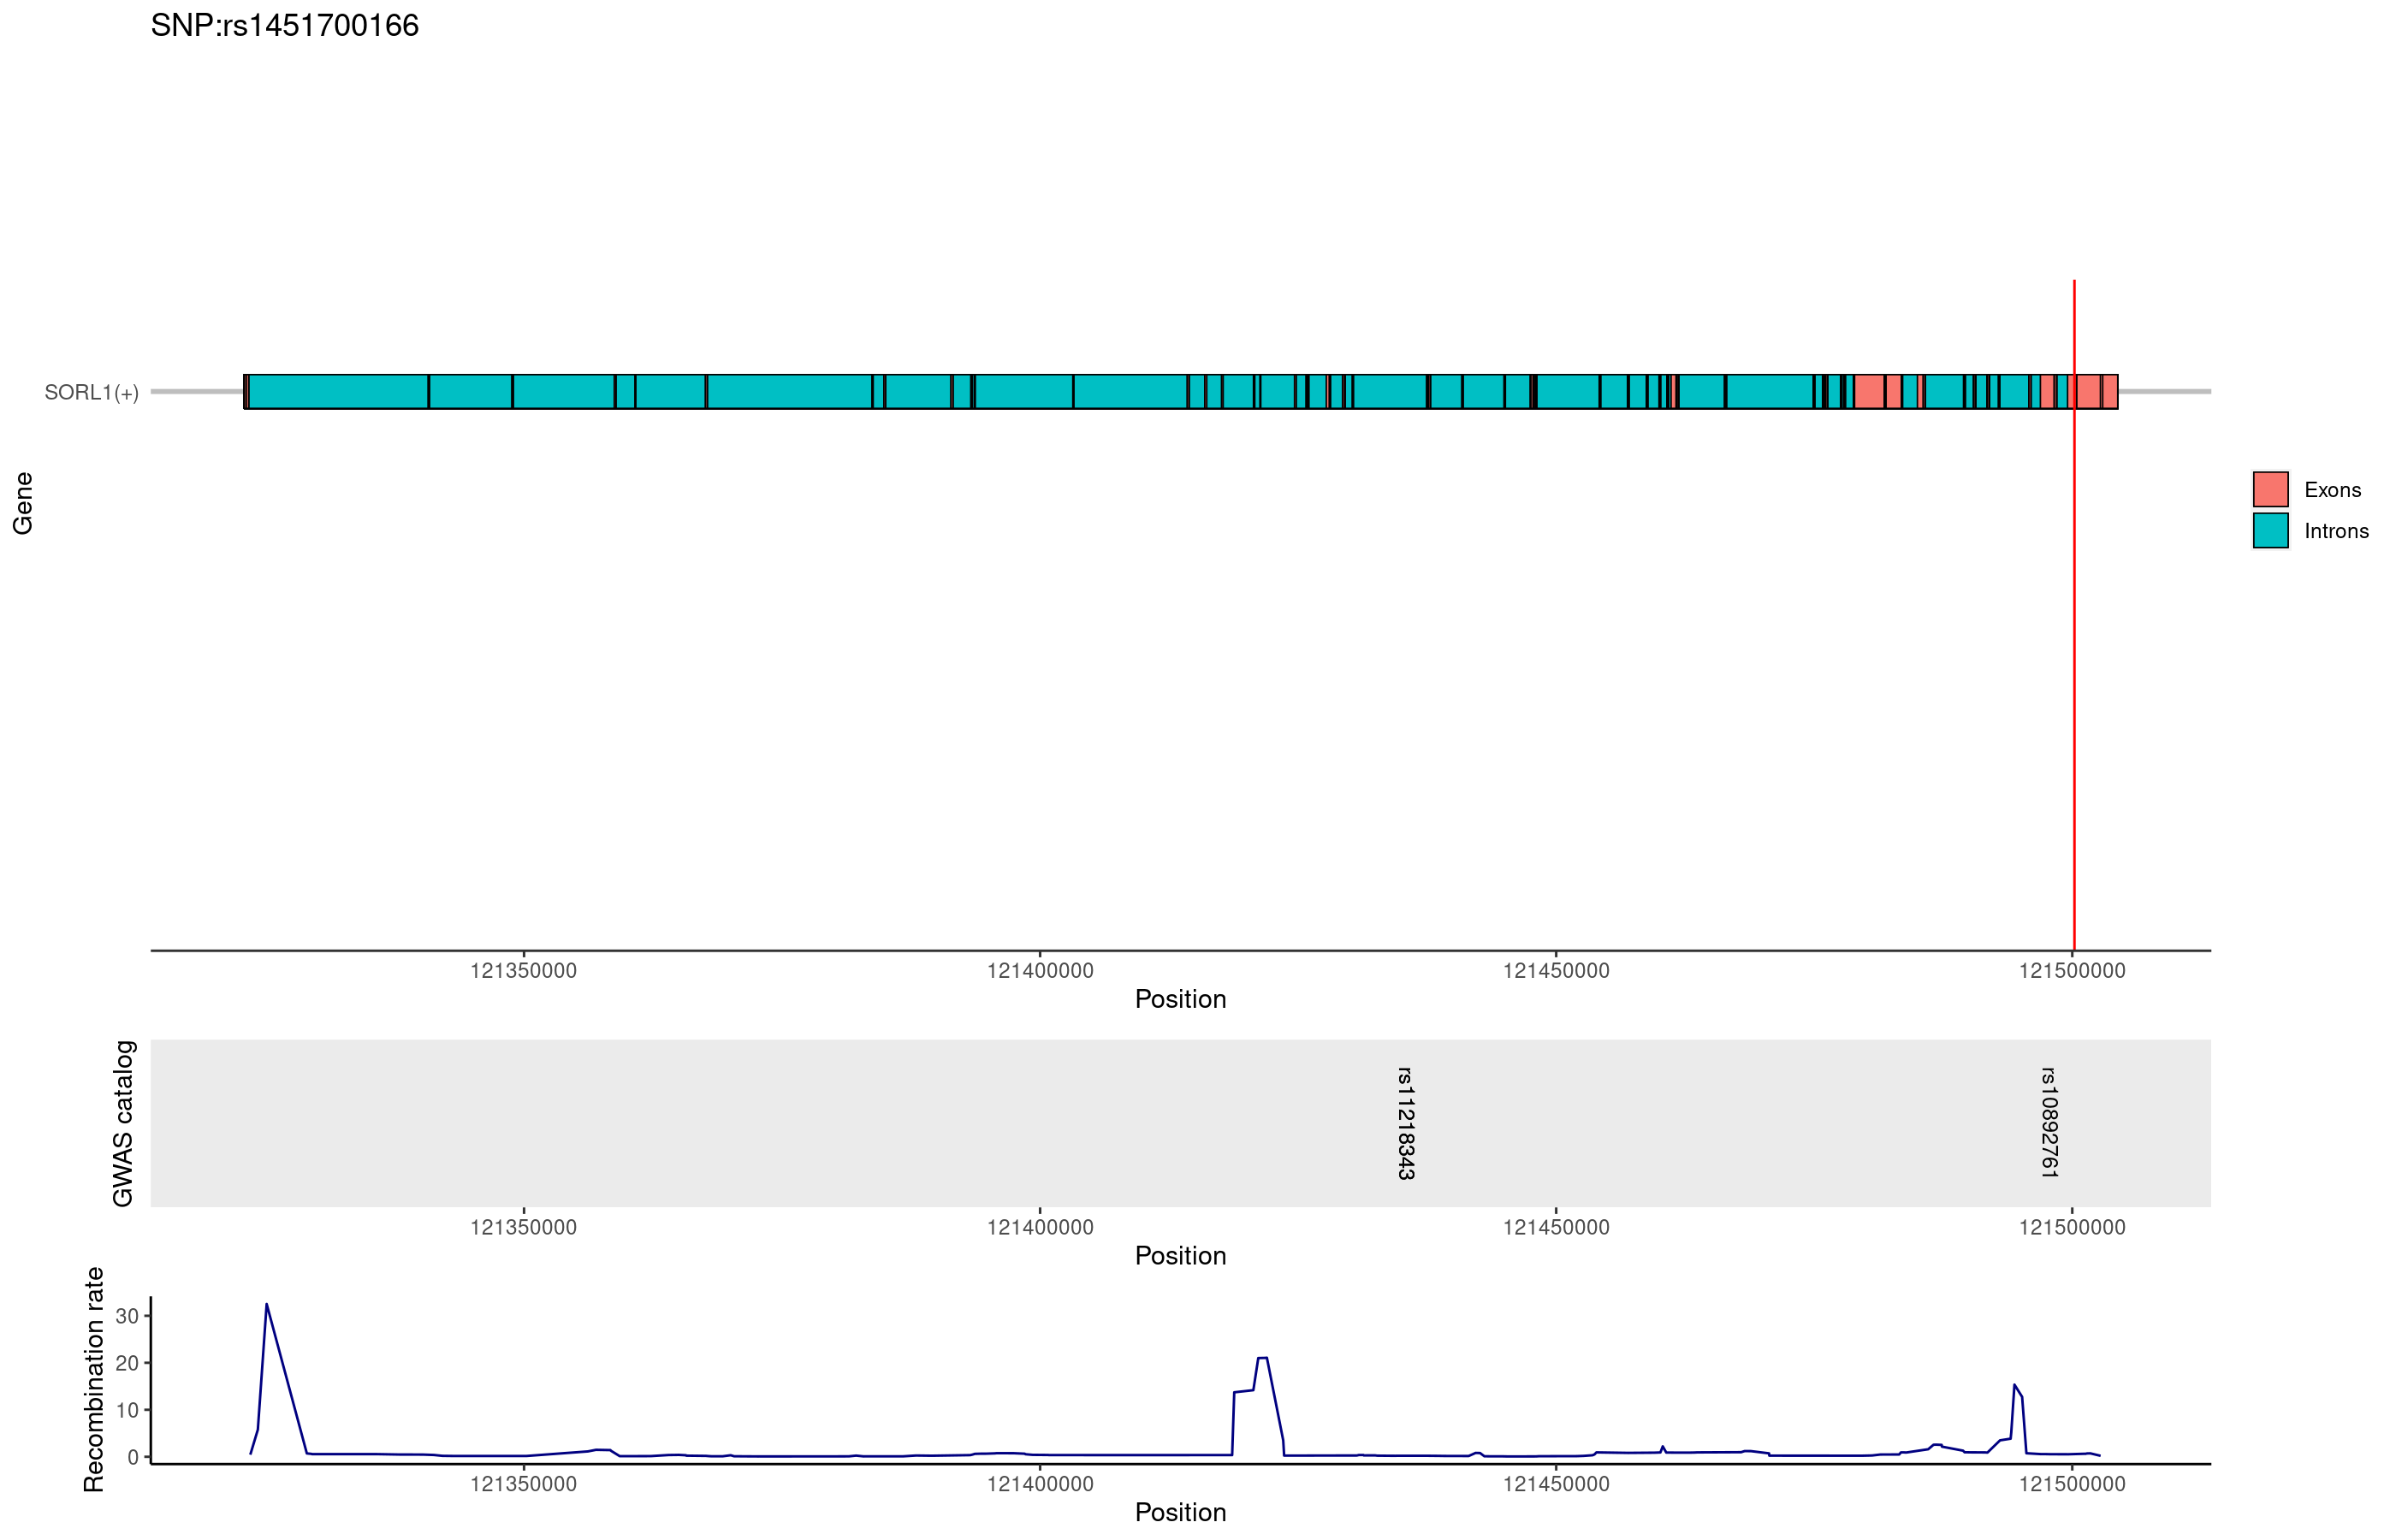 SNP:rs1451700166
SORL1(+)
Gene
Exons
Introns
121350000 121400000 121450000 121500000
Position
GWAS catalog
rs11218343
rs10892761
121350000 121400000 121450000 121500000
Position
Recombination rate
30
20
10
0
121350000 121400000 121450000 121500000
Position